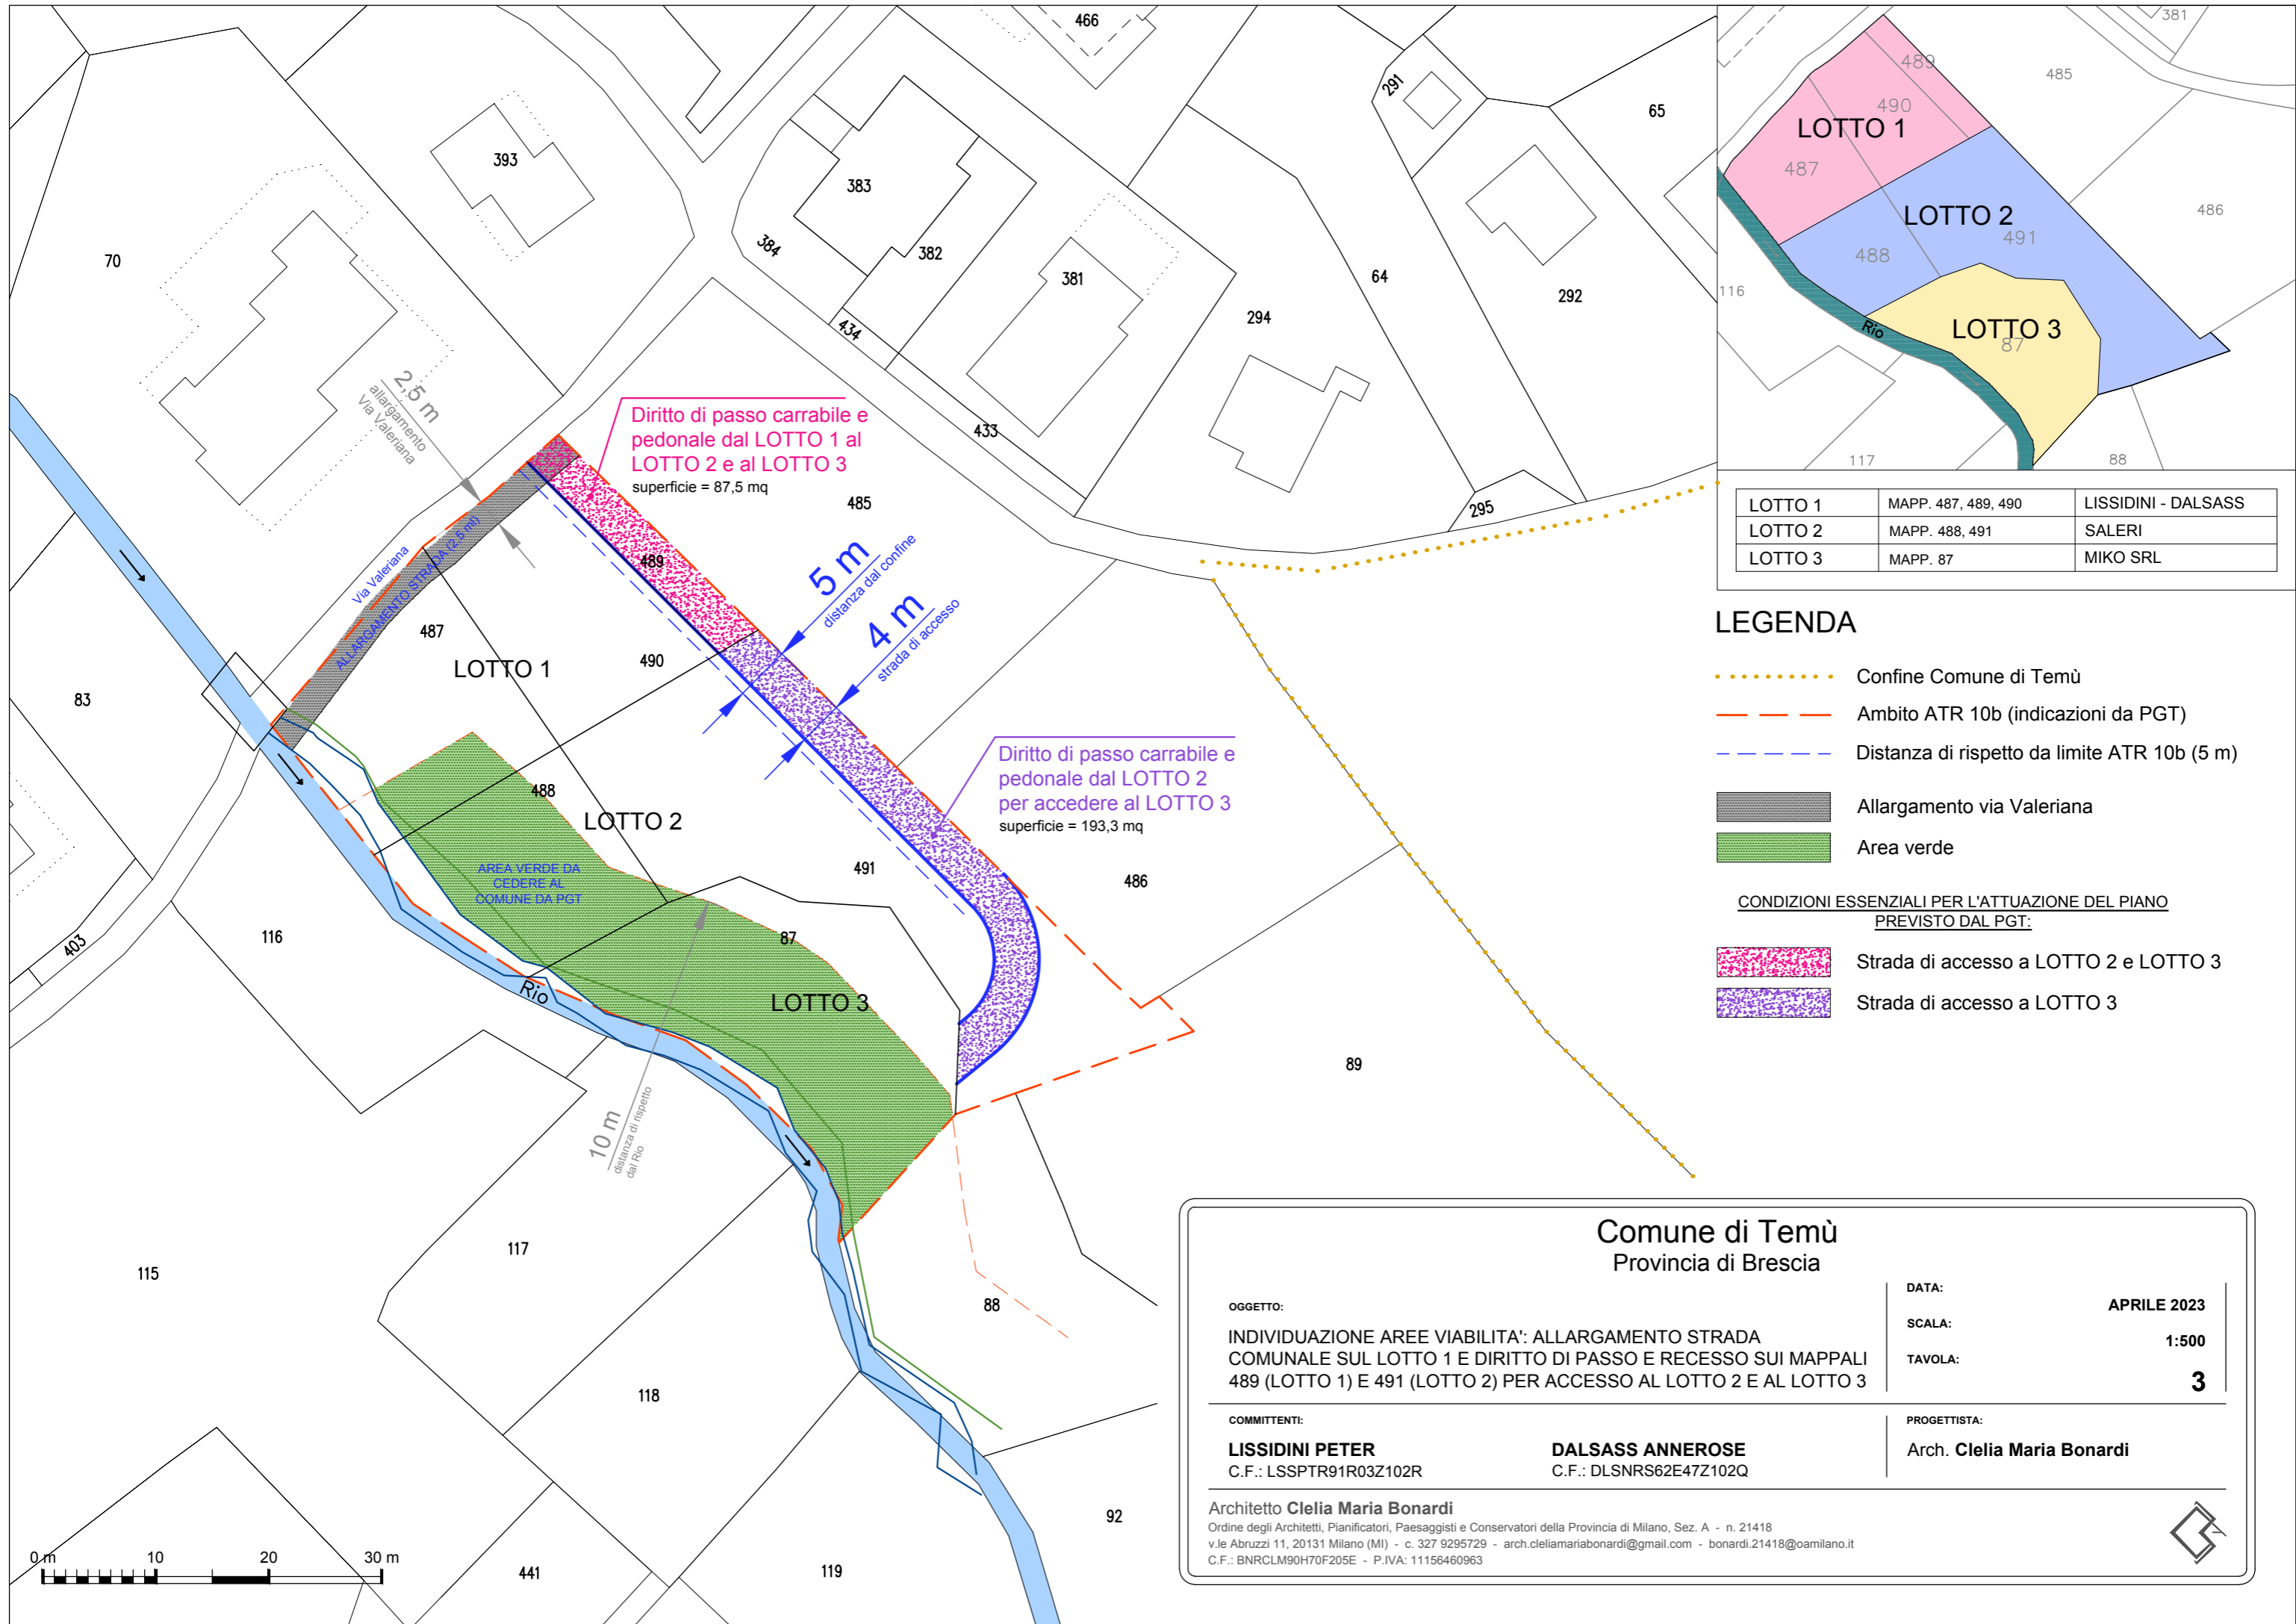 466
291
65
393
383
70
384
382
381
64
292
294
434
433
295
2,5 m
allargamento
Via Valeriana
Diritto di passo carrabile e
pedonale dal LOTTO 1 al
LOTTO 2 e al LOTTO 3
superficie = 87,5 mq
485
489
5 m
distanza dal confine
4 m
strada di accesso
Via Valeriana
ALLARGAMENTO STRADA (2,5 ml)
487
LOTTO 1
490
83
488
LOTTO 2
Diritto di passo carrabile e
pedonale dal LOTTO 2
per accedere al LOTTO 3
superficie = 193,3 mq
491
486
AREA VERDE DA
CEDERE AL
COMUNE DA PGT
116
403
87
LOTTO 3
Rio
89
10 m
distanza di rispetto
dal Rio
117
115
88
118
92
441
119
0 m 10 20 30 m
381
489
485
490
LOTTO 1
487
LOTTO 2
486
491
488
116
LOTTO 3
87
Rio
117
88
LOTTO 1 MAPP. 487, 489, 490 LISSIDINI - DALSASS
LOTTO 2 MAPP. 488, 491 SALERI
LOTTO 3 MAPP. 87 MIKO SRL
LEGENDA
Confine Comune di Temù
Ambito ATR 10b (indicazioni da PGT)
Distanza di rispetto da limite ATR 10b (5 m)
Allargamento via Valeriana
Area verde
CONDIZIONI ESSENZIALI PER L'ATTUAZIONE DEL PIANO
PREVISTO DAL PGT:
Strada di accesso a LOTTO 2 e LOTTO 3
Strada di accesso a LOTTO 3
Comune di Temù
Provincia di Brescia
OGGETTO:
INDIVIDUAZIONE AREE VIABILITA': ALLARGAMENTO STRADA
COMUNALE SUL LOTTO 1 E DIRITTO DI PASSO E RECESSO SUI MAPPALI
489 (LOTTO 1) E 491 (LOTTO 2) PER ACCESSO AL LOTTO 2 E AL LOTTO 3
DATA:
APRILE 2023
SCALA:
1:500
TAVOLA:
3
COMMITTENTI:
LISSIDINI PETER
C.F.: LSSPTR91R03Z102R
DALSASS ANNEROSE
C.F.: DLSNRS62E47Z102Q
PROGETTISTA:
Arch. Clelia Maria Bonardi
Architetto Clelia Maria Bonardi
Ordine degli Architetti, Pianificatori, Paesaggisti e Conservatori della Provincia di Milano, Sez. A - n. 21418
v.le Abruzzi 11, 20131 Milano (MI) - c. 327 9295729 - arch.cleliamariabonardi@gmail.com - bonardi.21418@oamilano.it
C.F.: BNRCLM90H70F205E - P.IVA: 11156460963